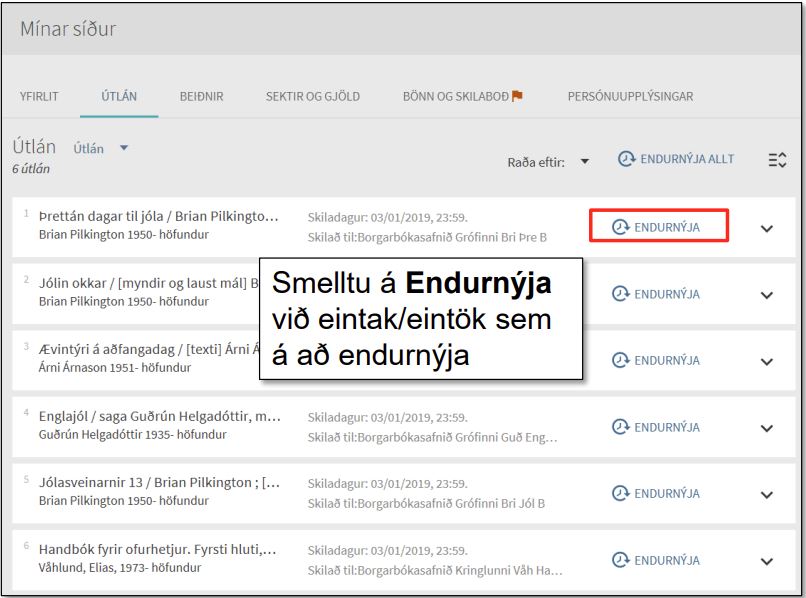 Mínar síður
YFIRLIT ÚTLÁN BEIÐNIR SEKTIR OG GJÖLD BÖNN OG SKILABOÐ PERSÓNUUPPLÝSINGAR
Útlán Útlán
6 útlán
Raða eftir: ENDURNÝJA ALLT
1 Þrettán dagar til jóla / Brian Pilkingto...
Brian Pilkington 1950- höfundur
Skiladagur: 03/01/2019, 23:59.
Skilað til:Borgarbókasafnið Grófinni Bri Þre B
ENDURNÝJA
2 Jólin okkar / [myndir og laust mál] B
Brian Pilkington 1950- höfundur
ENDURNÝJA
Smelltu á Endurnýja
við eintak/eintök sem
á að endurnýja
3 Ævintýri á aðfangadag / [texti] Árni Á
Árni Árnason 1951- höfundur
ENDURNÝJA
4 Englajól / saga Guðrún Helgadóttir, m...
Guðrún Helgadóttir 1935- höfundur
Skiladagur: 03/01/2019, 23:59.
Skilað til:Borgarbókasafnið Grófinni Guð Eng...
ENDURNÝJA
5 Jólasveinarnir 13 / Brian Pilkington ; [...
Brian Pilkington 1950- höfundur
Skiladagur: 03/01/2019, 23:59.
Skilað til:Borgarbókasafnið Grófinni Bri Jól B
ENDURNÝJA
6 Handbók fyrir ofurhetjur. Fyrsti hluti,...
Våhlund, Elias, 1973- höfundur
Skiladagur: 03/01/2019, 23:59.
Skilað til:Borgarbókasafnið Kringlunni Våh Ha...
ENDURNÝJA